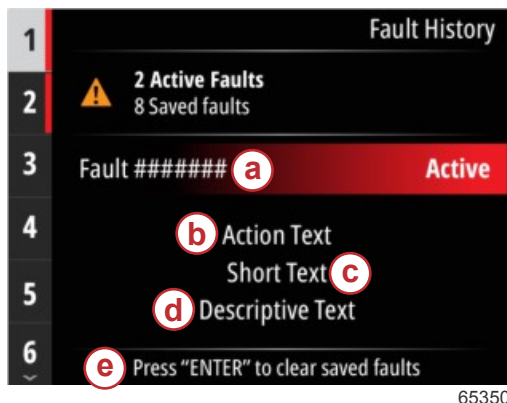 Fault History
1
2 Active Faults
2
8 Saved faults
3
Fault ####### a Active
4
b Action Text
Short Text c
5
d Descriptive Text
6
e Press “ENTER” to clear saved faults
65350